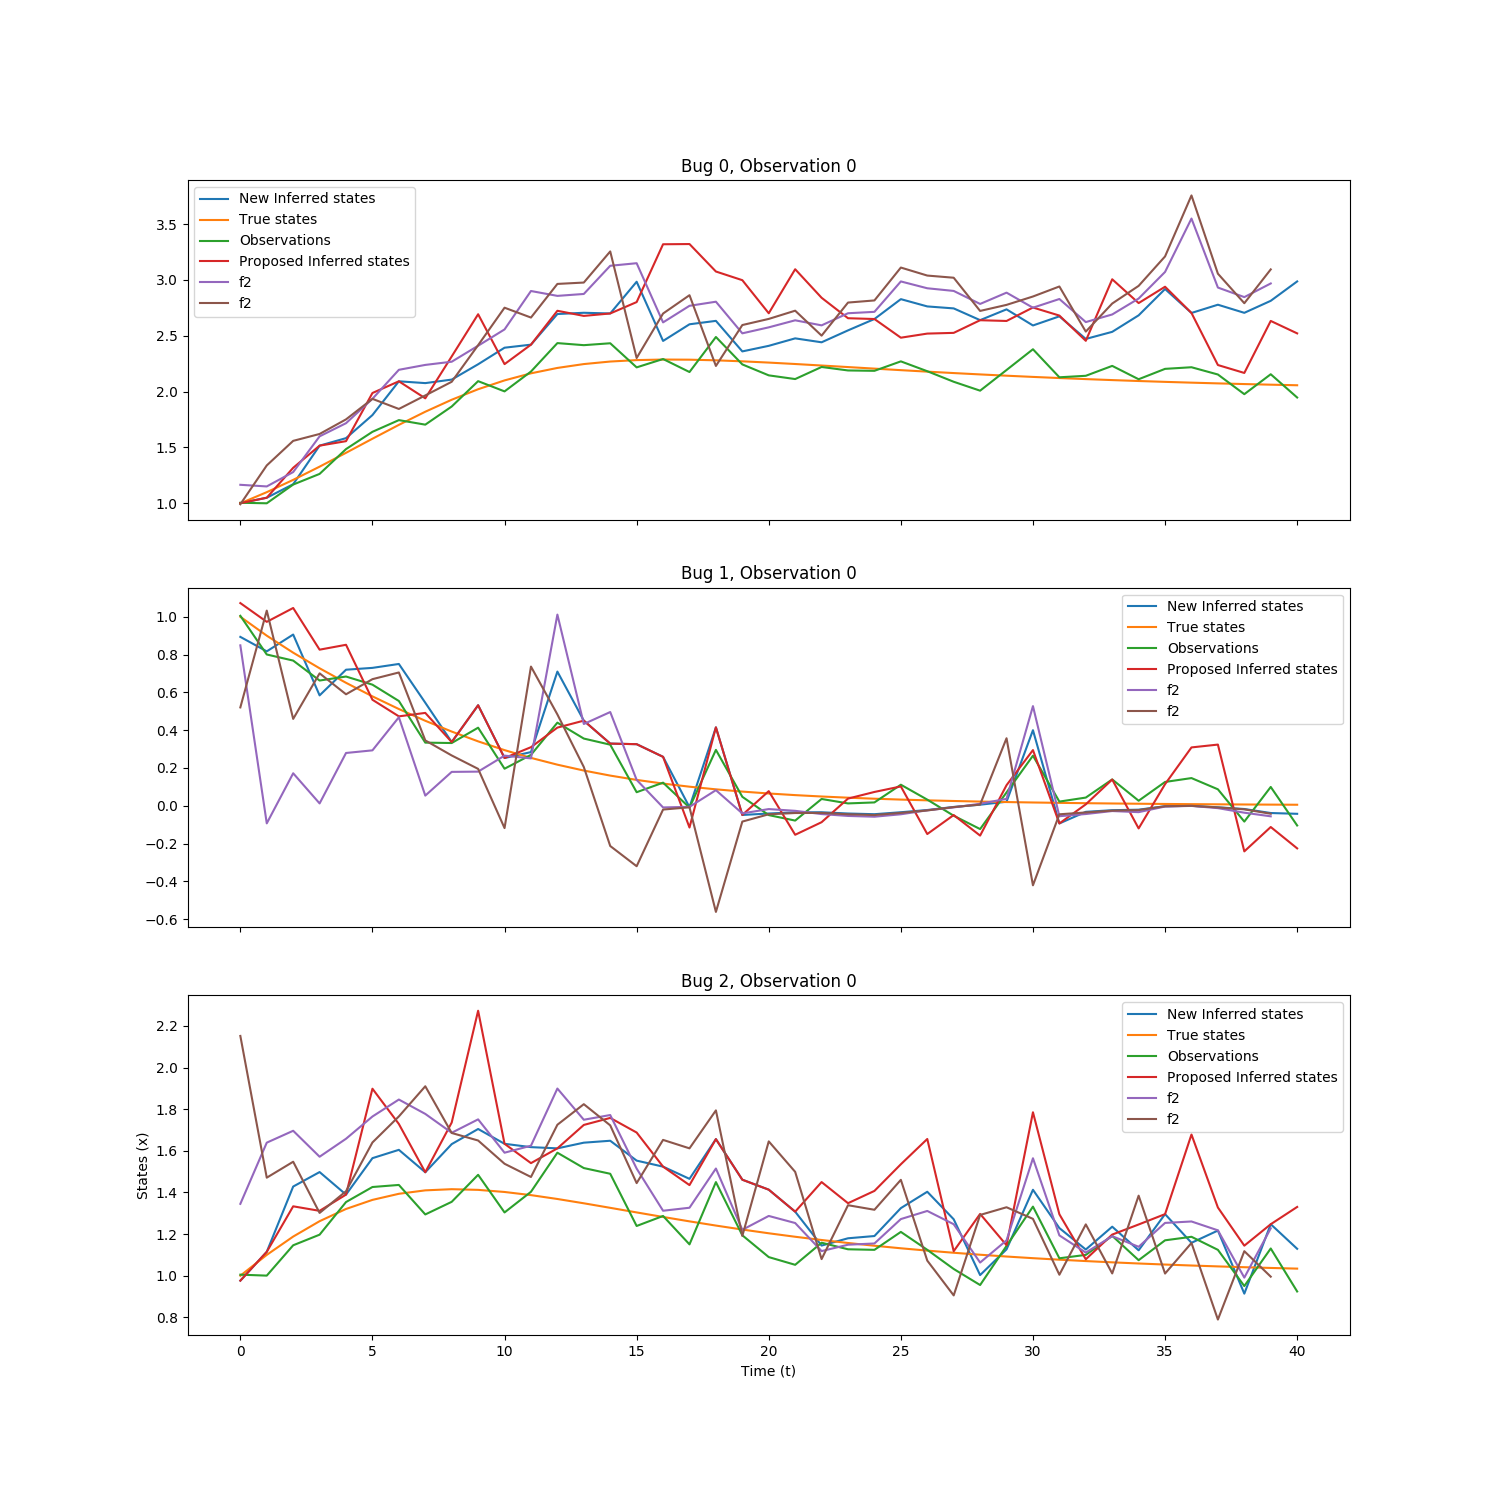 Bug 0, Observation 0
New Inferred states
True states
Observations
Proposed Inferred states
f2
f2
3.5
3.0
2.5
2.0
1.5
1.0
Bug 1, Observation 0
New Inferred states
True states
Observations
Proposed Inferred states
f2
f2
1.0
0.8
0.6
0.4
0.2
0.0
−0.2
−0.4
−0.6
Bug 2, Observation 0
New Inferred states
True states
Observations
Proposed Inferred states
f2
f2
2.2
2.0
1.8
1.6
1.4
1.2
1.0
0.8
States (x)
0 5 10 15 20 25 30 35 40
Time (t)